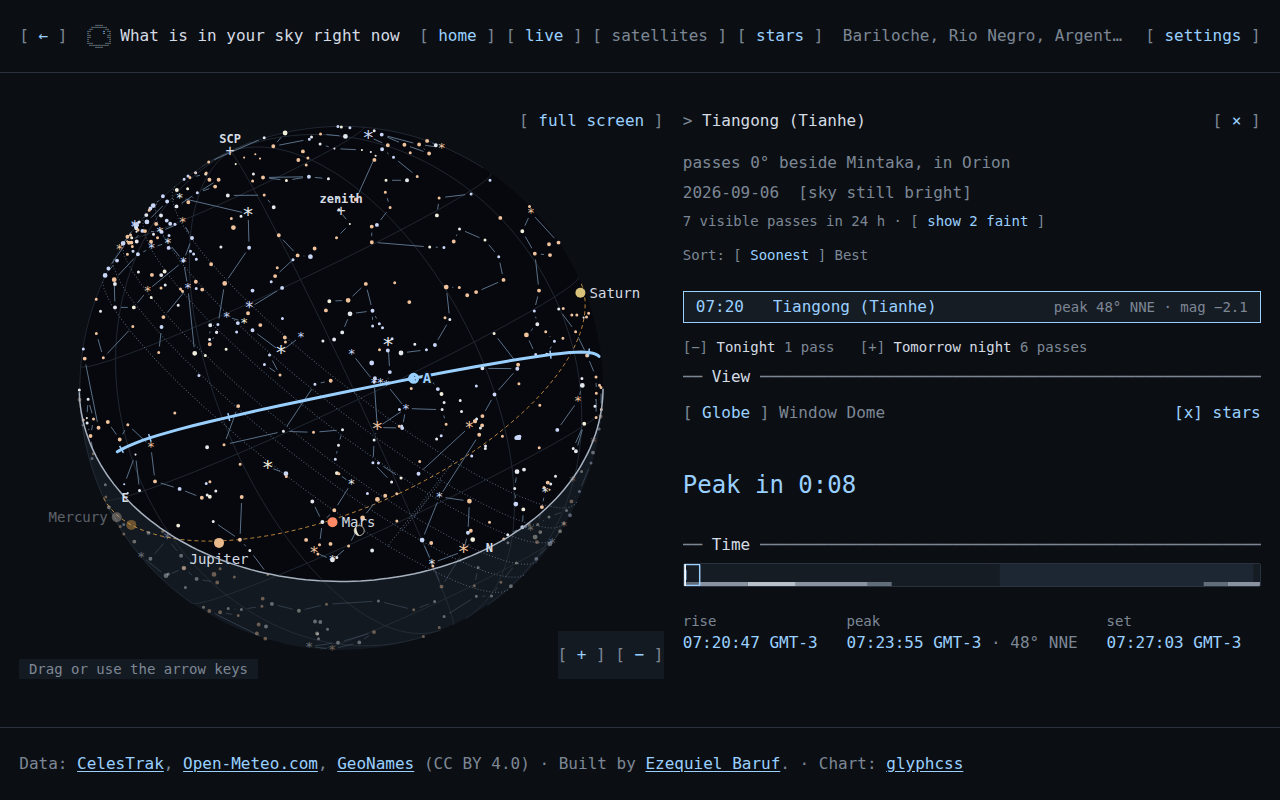 [ ← ] What is in your sky right now [ home ] [ live ] [ satellites ] [ stars ] Bariloche, Rio Negro, Argent… [ settings ]
[ full screen ]
SCP
zenith
Saturn
A
E
Mercury
Mars
N
Jupiter
[ + ] [ − ]
Drag or use the arrow keys
> Tiangong (Tianhe) [ × ]
passes 0° beside Mintaka, in Orion
2026-09-06 [sky still bright]
7 visible passes in 24 h · [ show 2 faint ]
Sort: [ Soonest ] Best
07:20 Tiangong (Tianhe) peak 48° NNE · mag −2.1
[−] Tonight 1 pass [+] Tomorrow night 6 passes
View
[ Globe ] Window Dome [x] stars
Peak in 0:08
Time
rise peak set
07:20:47 GMT-3 07:23:55 GMT-3 · 48° NNE 07:27:03 GMT-3
Data: CelesTrak, Open-Meteo.com, GeoNames (CC BY 4.0) · Built by Ezequiel Baruf. · Chart: glyphcss